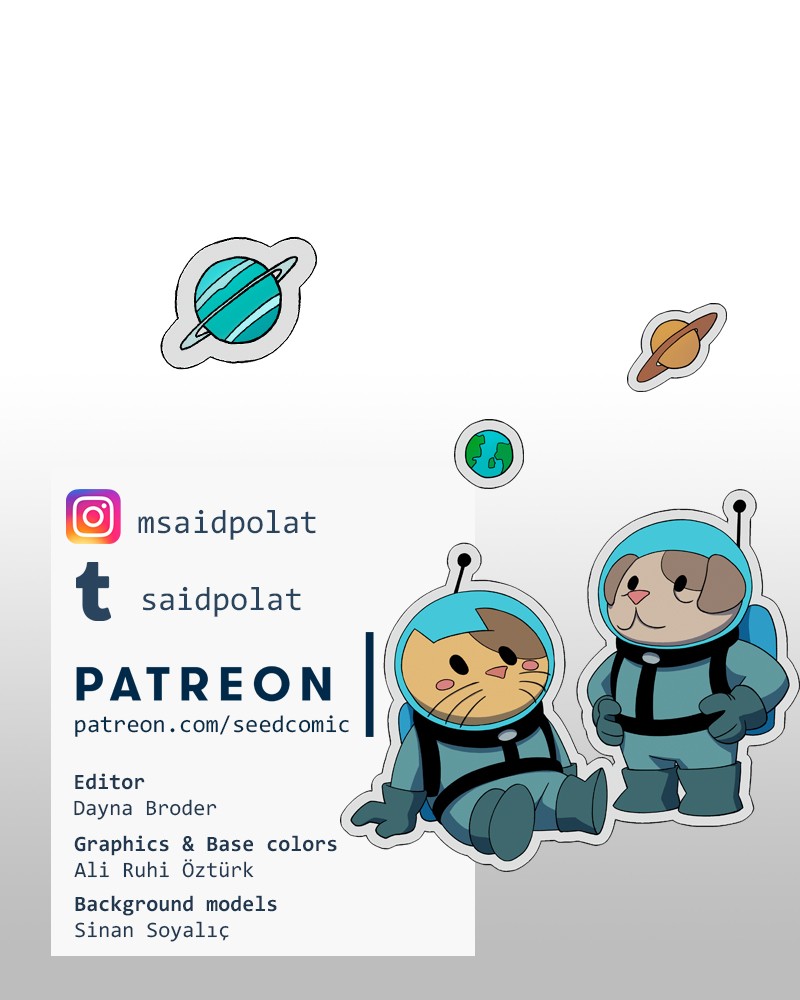 msaidpolat
saidpolat
PATREON
patreon.com/seedcomic
Editor
Dayna Broder
Graphics & Base colors
Ali Ruhi Öztürk
Background models
Sinan Soyalıç